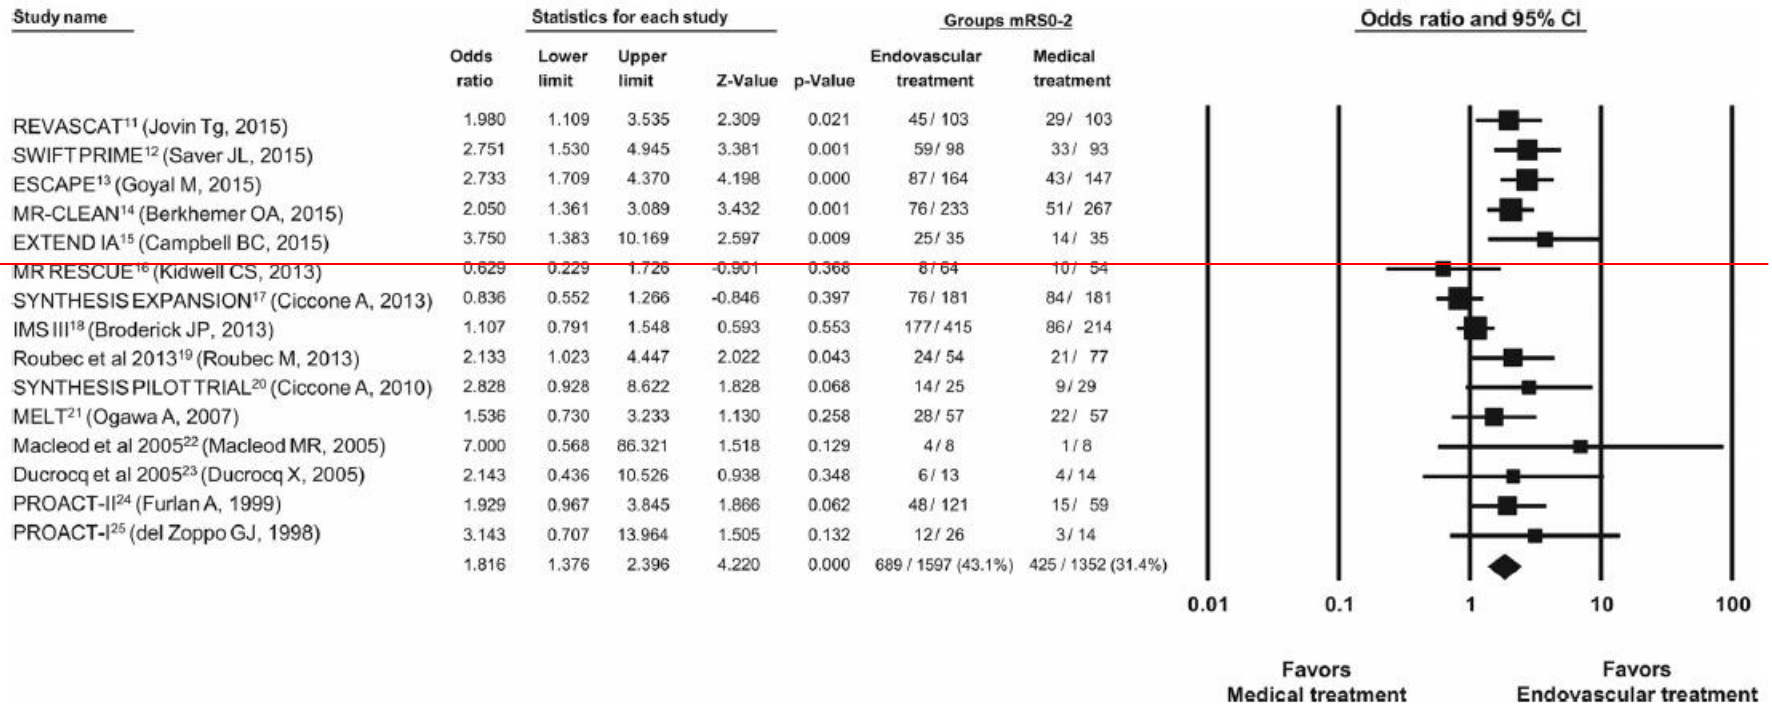 Study name Statistics for each study Groups mRS0-2 Odds ratio and 95% CI
Odds ratio Lower limit Upper limit Z-Value p-Value Endovascular treatment Medical treatment
REVASCAT¹¹ (Jovin Tg, 2015) 1.980 1.109 3.535 2.309 0.021 45 / 103 29 / 103
SWIFT PRIME¹² (Saver JL, 2015) 2.751 1.530 4.945 3.381 0.001 59 / 98 33 / 93
ESCAPE¹³ (Goyal M, 2015) 2.733 1.709 4.370 4.198 0.000 87 / 164 43 / 147
MR-CLEAN¹⁴ (Berkhemer OA, 2015) 2.050 1.361 3.089 3.432 0.001 76 / 233 51 / 267
EXTEND IA¹⁵ (Campbell BC, 2015) 3.750 1.383 10.169 2.597 0.009 25 / 35 14 / 35
MR RESCUE¹⁶ (Kidwell CS, 2013) 0.629 0.229 1.726 -0.901 0.368 8 / 64 10 / 54
SYNTHESIS EXPANSION¹⁷ (Ciccone A, 2013) 0.836 0.552 1.266 -0.846 0.397 76 / 181 84 / 181
IMS III¹⁸ (Broderick JP, 2013) 1.107 0.791 1.548 0.593 0.553 177 / 415 86 / 214
Roubec et al 2013¹⁹ (Roubec M, 2013) 2.133 1.023 4.447 2.022 0.043 24 / 54 21 / 77
SYNTHESIS PILOT TRIAL²⁰ (Ciccone A, 2010) 2.828 0.928 8.622 1.828 0.068 14 / 25 9 / 29
MELT²¹ (Ogawa A, 2007) 1.536 0.730 3.233 1.130 0.258 28 / 57 22 / 57
Macleod et al 2005²² (Macleod MR, 2005) 7.000 0.568 86.321 1.518 0.129 4 / 8 1 / 8
Ducrocq et al 2005²³ (Ducrocq X, 2005) 2.143 0.436 10.526 0.938 0.348 6 / 13 4 / 14
PROACT-II²⁴ (Furlan A, 1999) 1.929 0.967 3.845 1.866 0.062 48 / 121 15 / 59
PROACT-I²⁵ (del Zoppo GJ, 1998) 3.143 0.707 13.964 1.505 0.132 12 / 26 3 / 14
1.816 1.376 2.396 4.220 0.000 689 / 1597 (43.1%) 425 / 1352 (31.4%)
0.01 0.1 1 10 100
Favors Medical treatment Favors Endovascular treatment